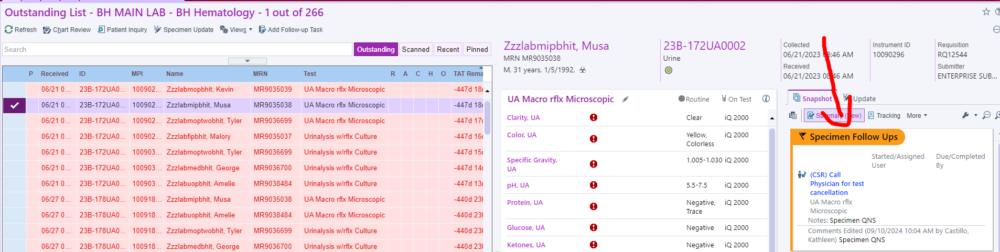 Outstanding List - BH MAIN LAB - BH Hematology - 1 out of 266
Refresh Chart Review Patient Inquiry Specimen Update Views Add Follow-up Task
Search Outstanding Scanned Recent Pinned
P Received ID MPI Name MRN Test R A C H O TAT Rema
06/21 0... 23B-172UA0... 100902... Zzzlabmopbhit, Kevin MR9035039 UA Macro rflx Microscopic -447d 18
06/21 0... 23B-172UA0... 100902... Zzzlabmipbhit, Musa MR9035038 UA Macro rflx Microscopic -447d 18
06/21 0... 23B-172UA0... 100902... Zzzlabmoptwobhit, Tyler MR9036699 UA Macro rflx Microscopic -447d 17
06/21 0... 23B-172UA0... 100902... Zzzlabfipbhit, Malory MR9035037 Urinalysis w/rflx Culture -447d 16
06/21 0... 23B-172UA0... 100902... Zzzlabmoptwobhit, Tyler MR9036699 Urinalysis w/rflx Culture -447d 15
06/21 0... 23B-172UA0... 100903... Zzzlabmedbhit, George MR9036700 Urinalysis w/rflx Culture -447d 14
06/21 0... 23B-172UA0... 100903... Zzzlabuopbhit, Amelie MR9038484 Urinalysis w/rflx Culture -447d 13
06/27 0... 23B-178UA0... 100918... Zzzlabmipbhit, Musa MR9035038 UA Macro rflx Microscopic -440d 23
06/27 0... 23B-178UA0... 100918... Zzzlabuopbhit, Amelie MR9038484 UA Macro rflx Microscopic -440d 23
06/27 0... 23B-178UA0... 100918... Zzzlabmoptwobhit, Tyler MR9036699 Urinalysis w/rflx Culture -440d 23
06/27 0... 23B-178UA0... 100918... Zzzlabmedbhit, George MR9036700 Urinalysis w/rflx Culture -440d 23
Zzzlabmipbhit, Musa
MRN MR9035038
M, 31 years, 1/5/1992,
23B-172UA0002
Urine
Collected
06/21/2023 08:46 AM
Received
06/21/2023 08:46 AM
Instrument ID
10090296
Requisition
RQ12544
Submitter
ENTERPRISE SUB...
UA Macro rflx Microscopic Routine On Test
Clarity, UA Clear iQ 2000
Color, UA Yellow, iQ 2000
Colorless
Specific Gravity, 1.005-1.030 iQ 2000
UA
pH, UA 5.5-7.5 iQ 2000
Protein, UA Negative, iQ 2000
Trace
Glucose, UA Negative iQ 2000
Ketones, UA Negative iQ 2000
Snapshot Update
Summary (New) Tracking More
Specimen Follow Ups
Started/Assigned Due/Completed
User By
(CSR) Call
Physician for test
cancellation
UA Macro rflx
Microscopic
Notes: Specimen QNS
Comments Edited (09/10/2024 10:04 AM by Castillo,
Kathleen) Specimen QNS